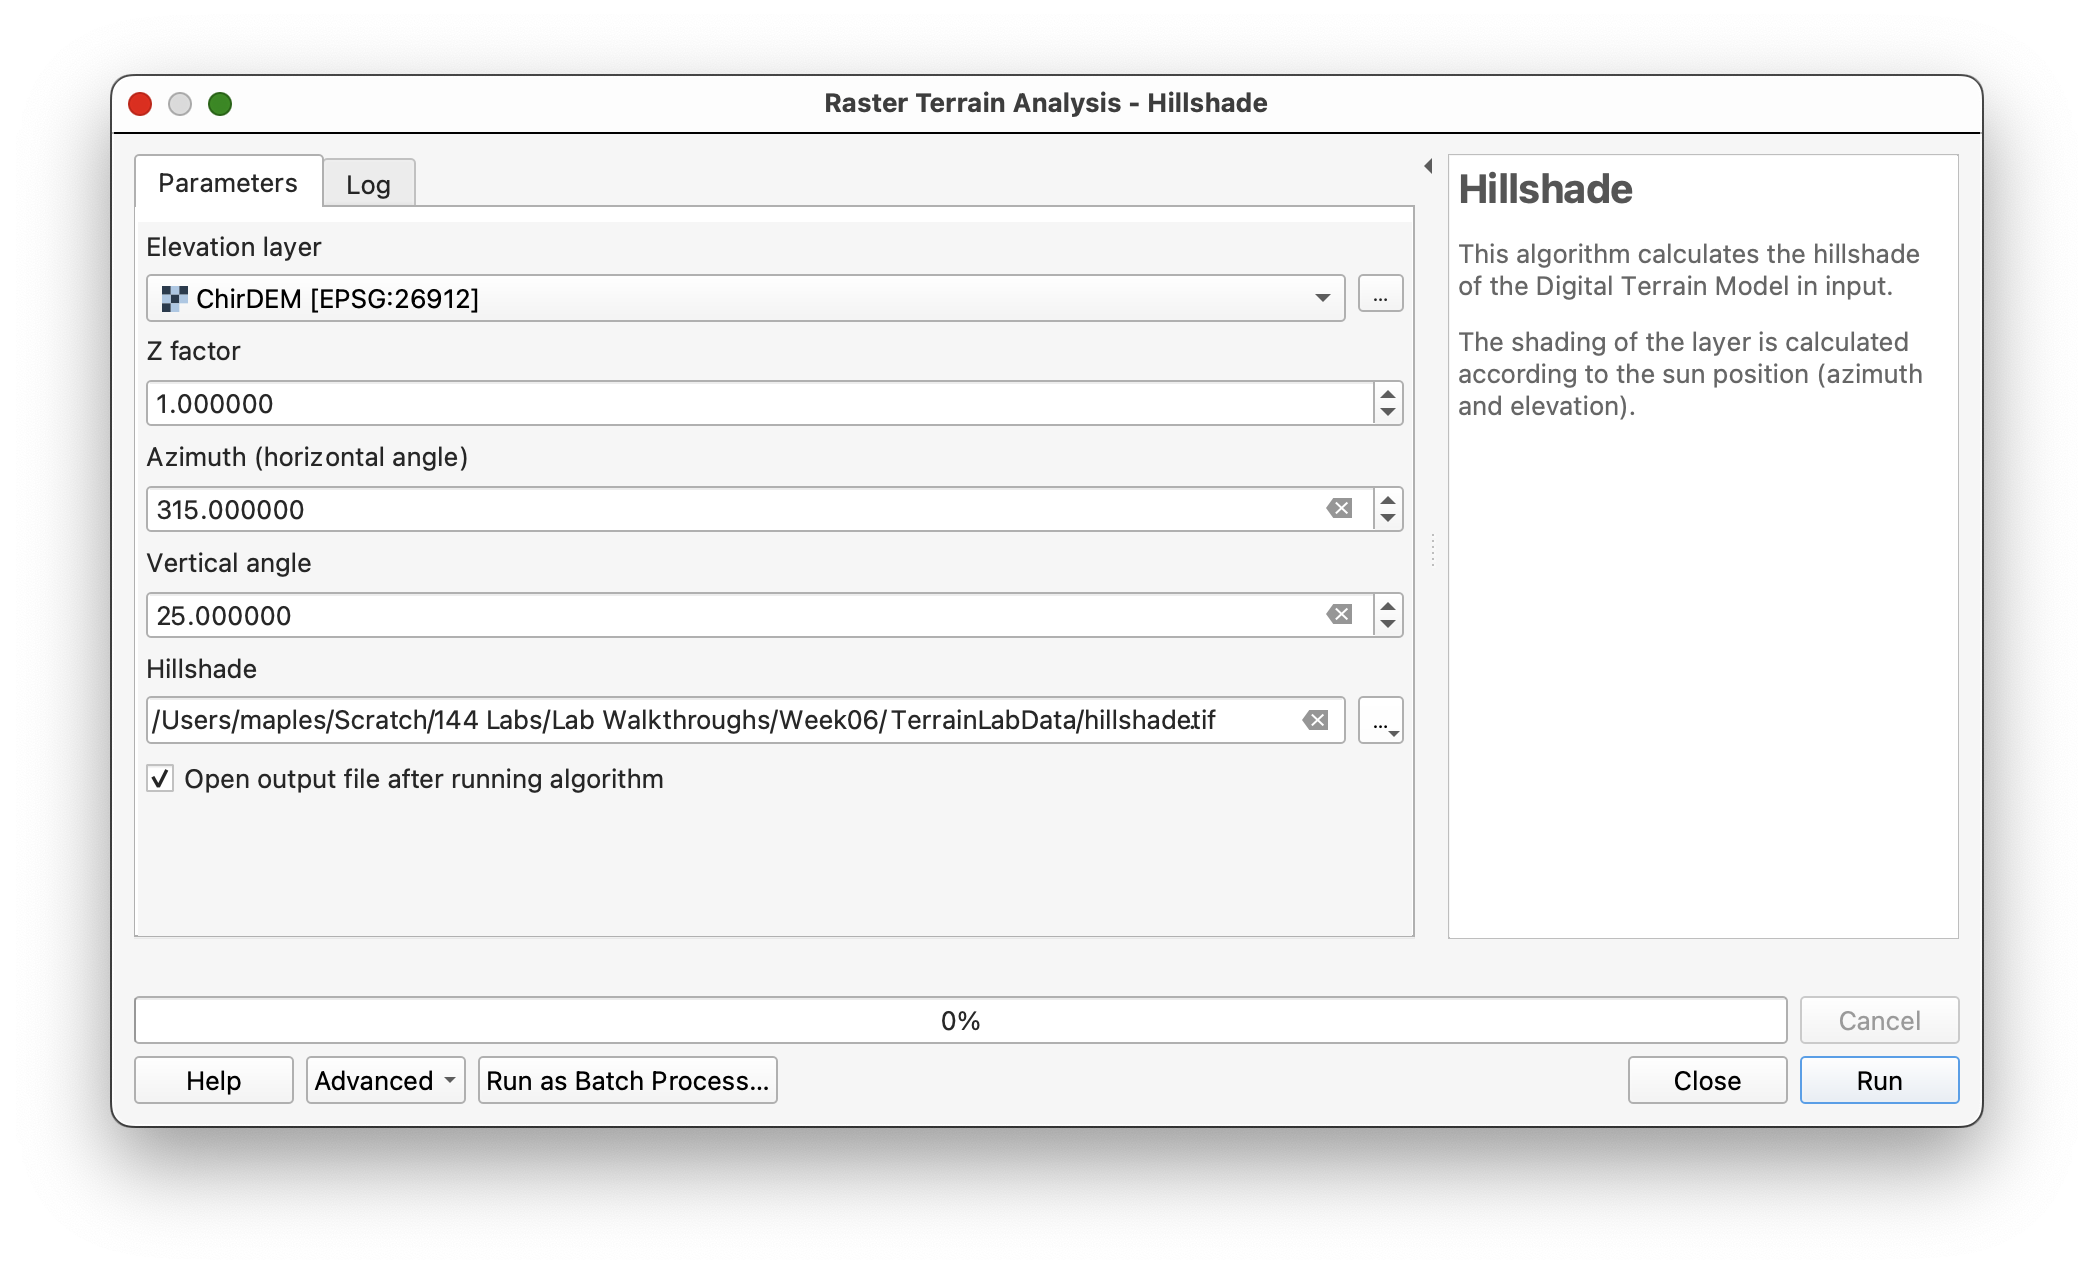 Raster Terrain Analysis - Hillshade
Parameters
Log
Elevation layer
ChirDEM [EPSG:26912]
...
Z factor
1.000000
Azimuth (horizontal angle)
315.000000
Vertical angle
25.000000
Hillshade
/Users/maples/Scratch/144 Labs/Lab Walkthroughs/Week06/TerrainLabData/hillshade.tif
...
Open output file after running algorithm
Hillshade
This algorithm calculates the hillshade
of the Digital Terrain Model in input.
The shading of the layer is calculated
according to the sun position (azimuth
and elevation).
0%
Cancel
Help
Advanced
Run as Batch Process...
Close
Run